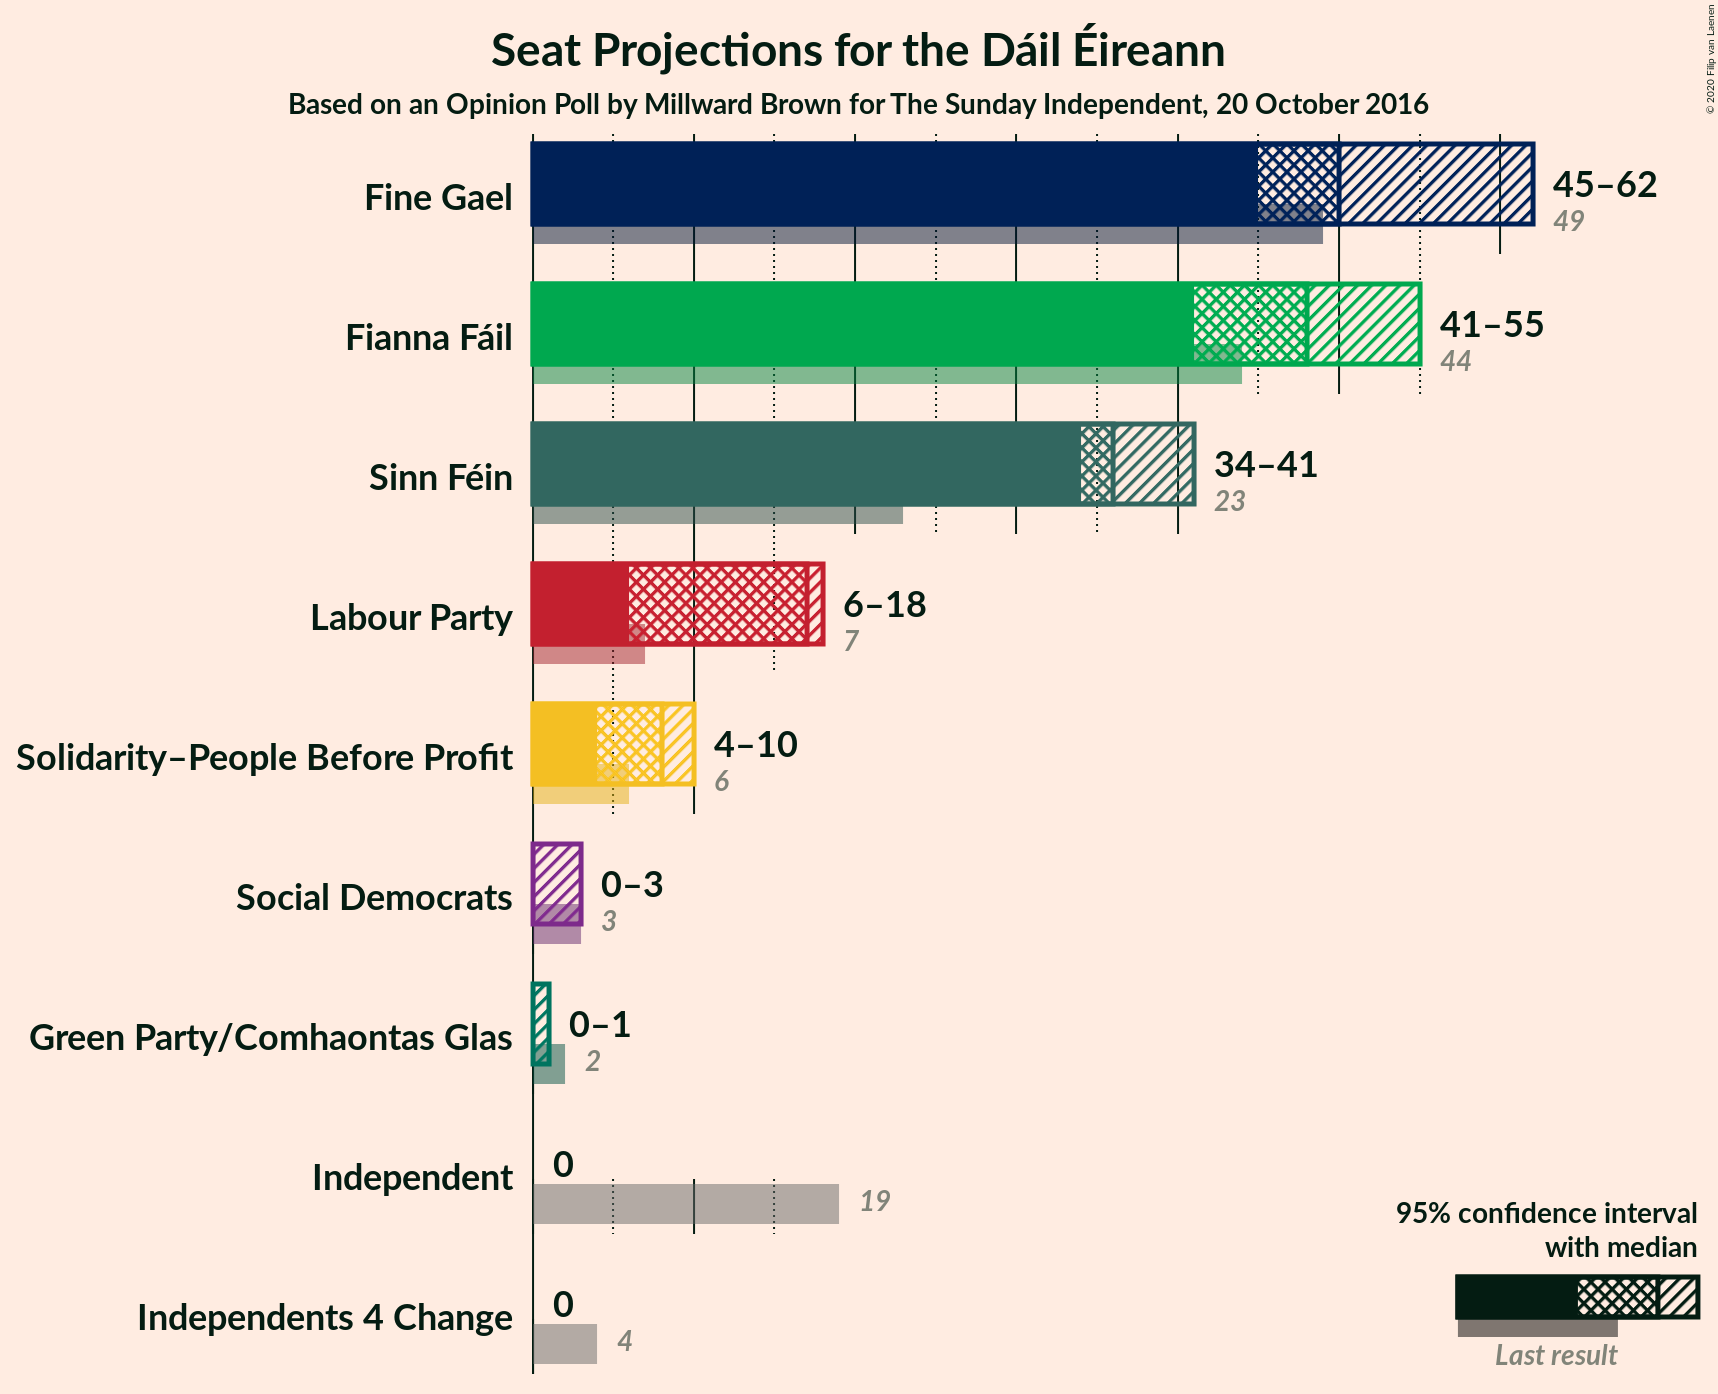 Seat Projections for the Dáil Éireann
Based on an Opinion Poll by Millward Brown for The Sunday Independent, 20 October 2016
© 2020 Filip van Laenen
Fine Gael
45–62
49
Fianna Fáil
41–55
44
Sinn Féin
34–41
23
Labour Party
6–18
7
Solidarity–People Before Profit
4–10
6
Social Democrats
0–3
3
Green Party/Comhaontas Glas
0–1
2
Independent
0
19
Independents 4 Change
0
4
95% confidence interval
with median
Last result